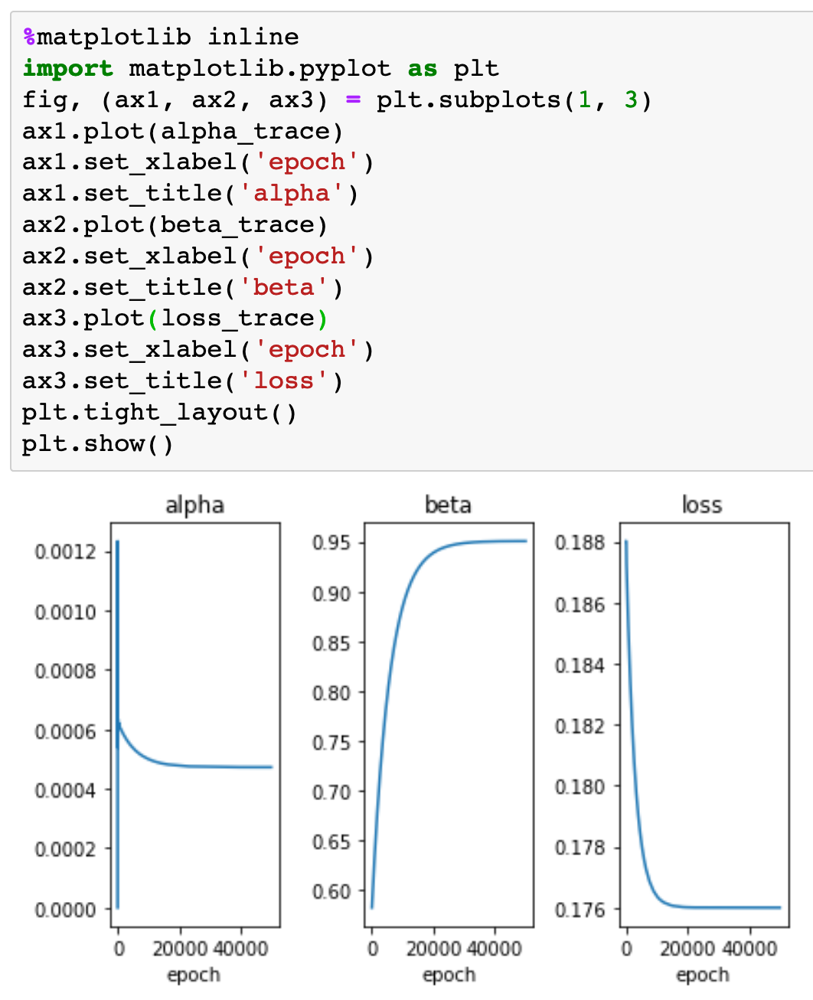 %matplotlib inline
import matplotlib.pyplot as plt
fig, (ax1, ax2, ax3) = plt.subplots(1, 3)
ax1.plot(alpha_trace)
ax1.set_xlabel('epoch')
ax1.set_title('alpha')
ax2.plot(beta_trace)
ax2.set_xlabel('epoch')
ax2.set_title('beta')
ax3.plot(loss_trace)
ax3.set_xlabel('epoch')
ax3.set_title('loss')
plt.tight_layout()
plt.show()
alpha
0.0012
0.0010
0.0008
0.0006
0.0004
0.0002
0.0000
0 20000 40000
epoch
beta
0.95
0.90
0.85
0.80
0.75
0.70
0.65
0.60
0 20000 40000
epoch
loss
0.188
0.186
0.184
0.182
0.180
0.178
0.176
0 20000 40000
epoch